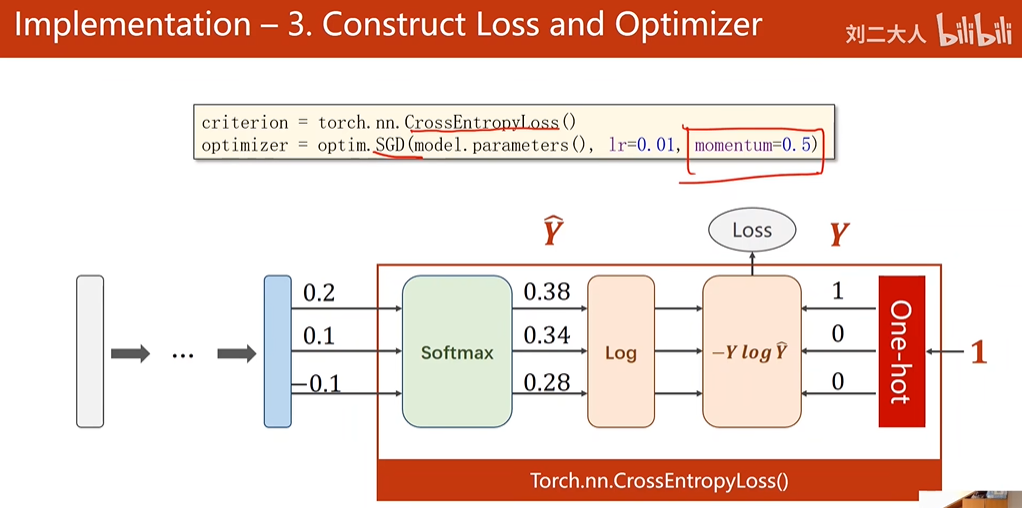 Implementation – 3. Construct Loss and Optimizer
刘二大人 bilibili
criterion = torch.nn.CrossEntropyLoss()
optimizer = optim.SGD(model.parameters(), lr=0.01, momentum=0.5)
Ŷ
Loss
Y
0.2
0.1
−0.1
...
Softmax
0.38
0.34
0.28
Log
−Y log Ŷ
1
0
0
One-hot
1
Torch.nn.CrossEntropyLoss()